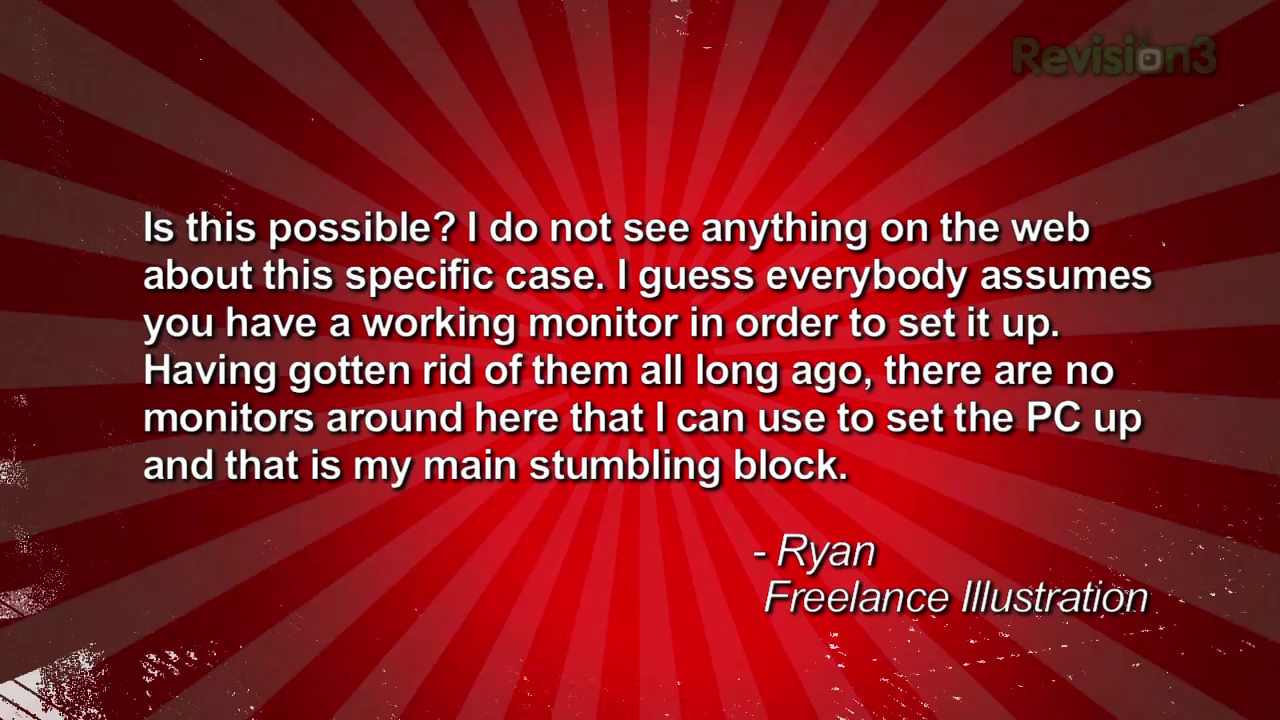 Revision3
Is this possible? I do not see anything on the web
about this specific case. I guess everybody assumes
you have a working monitor in order to set it up.
Having gotten rid of them all long ago, there are no
monitors around here that I can use to set the PC up
and that is my main stumbling block.
- Ryan
Freelance Illustration